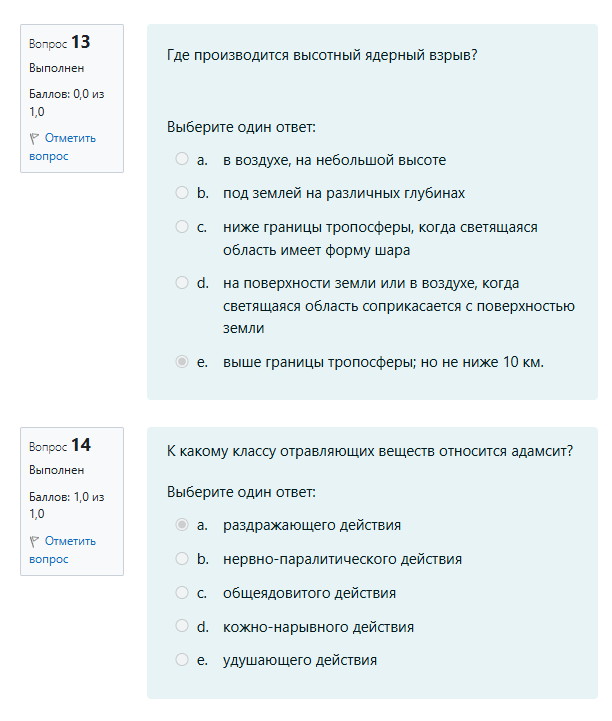 Вопрос 13
Выполнен
Баллов: 0,0 из
1,0
Отметить
вопрос
Где производится высотный ядерный взрыв?
Выберите один ответ:
a. в воздухе, на небольшой высоте
b. под землей на различных глубинах
c. ниже границы тропосферы, когда светящаяся
область имеет форму шара
d. на поверхности земли или в воздухе, когда
светящаяся область соприкасается с поверхностью
земли
e. выше границы тропосферы; но не ниже 10 км.
Вопрос 14
Выполнен
Баллов: 1,0 из
1,0
Отметить
вопрос
К какому классу отравляющих веществ относится адамсит?
Выберите один ответ:
a. раздражающего действия
b. нервно-паралитического действия
c. общеядовитого действия
d. кожно-нарывного действия
e. удушающего действия